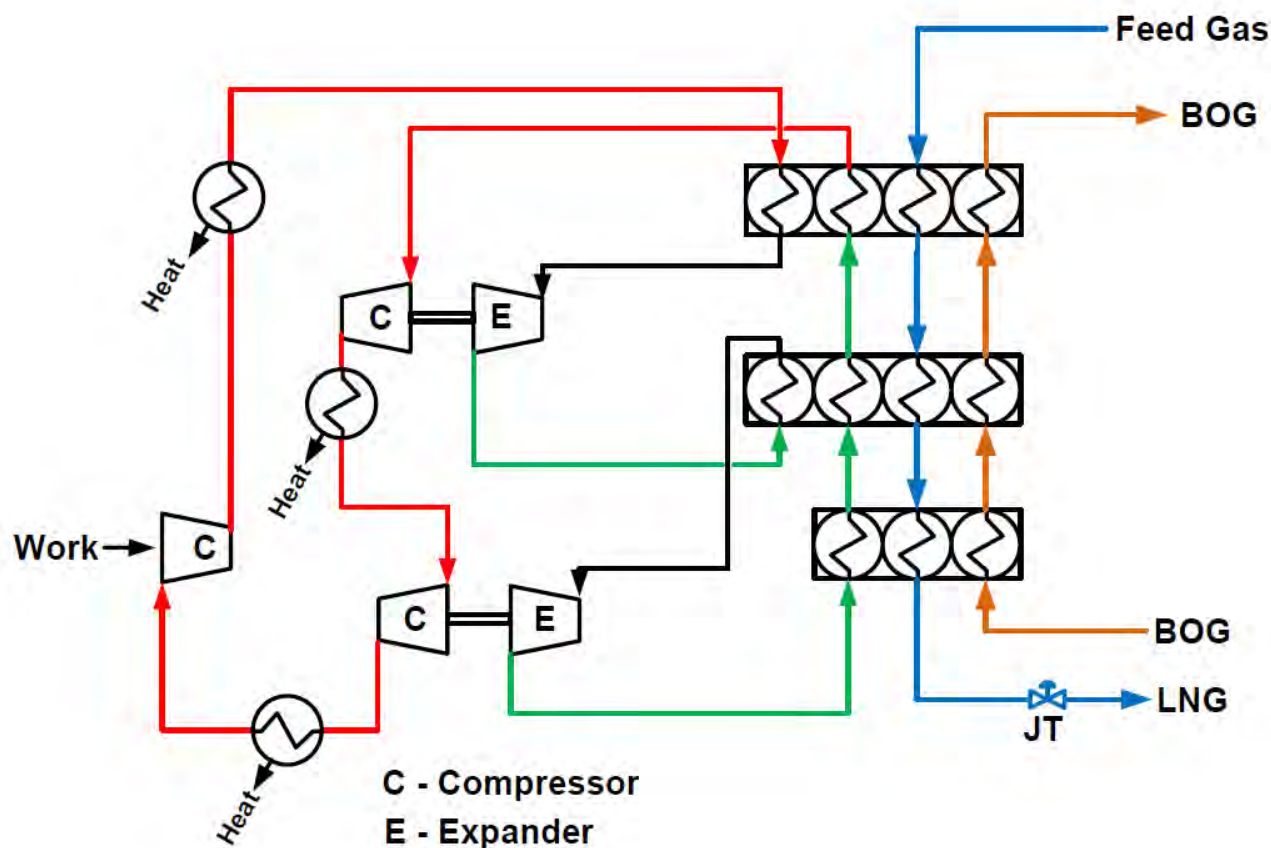 Feed Gas
BOG
Heat
C
E
Heat
Work
C
C
E
BOG
LNG
JT
Heat
C - Compressor
E - Expander